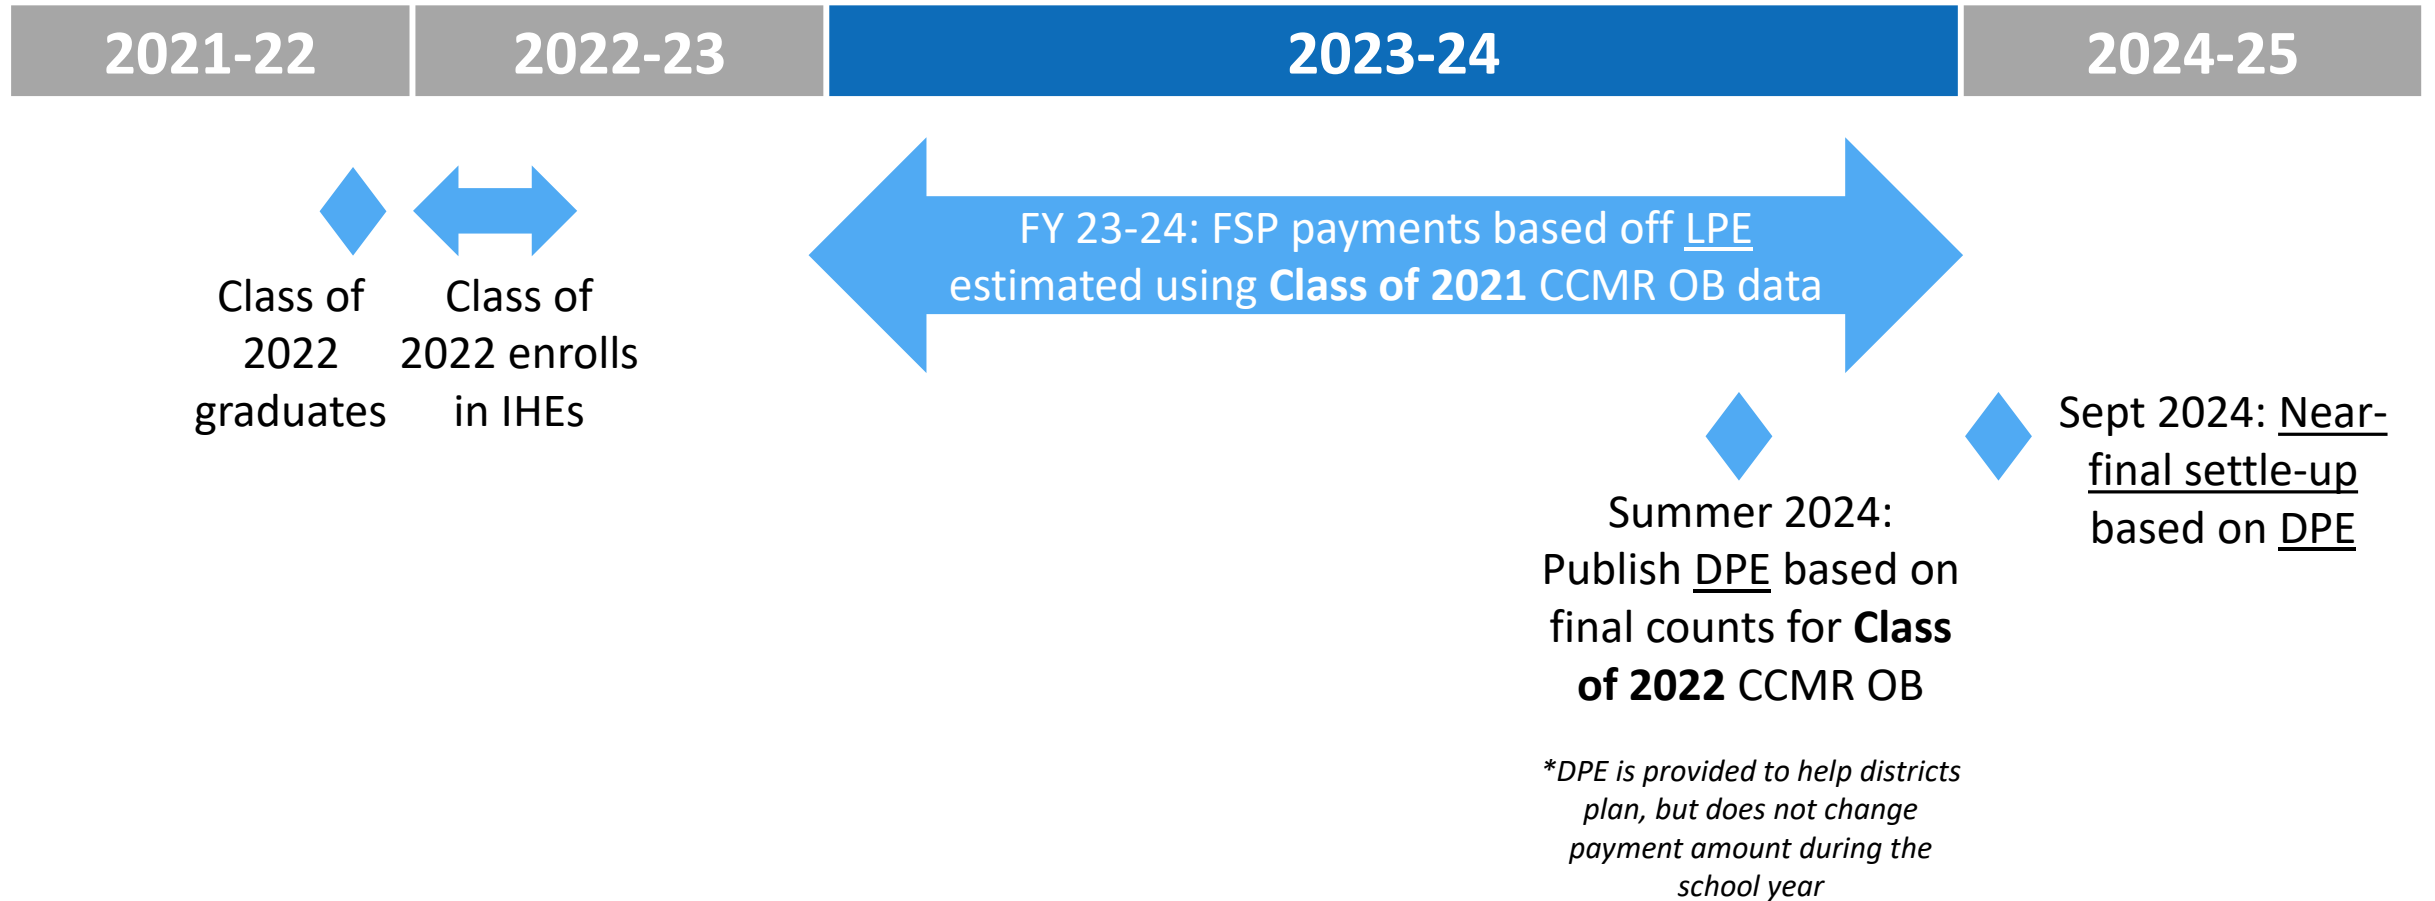 2021-22
2022-23
2023-24
2024-25
Class of
2022
graduates
Class of
2022 enrolls
in IHEs
FY 23-24: FSP payments based off LPE
estimated using Class of 2021 CCMR OB data
Summer 2024:
Publish DPE based on
final counts for Class
of 2022 CCMR OB
*DPE is provided to help districts
plan, but does not change
payment amount during the
school year
Sept 2024: Near-
final settle-up
based on DPE